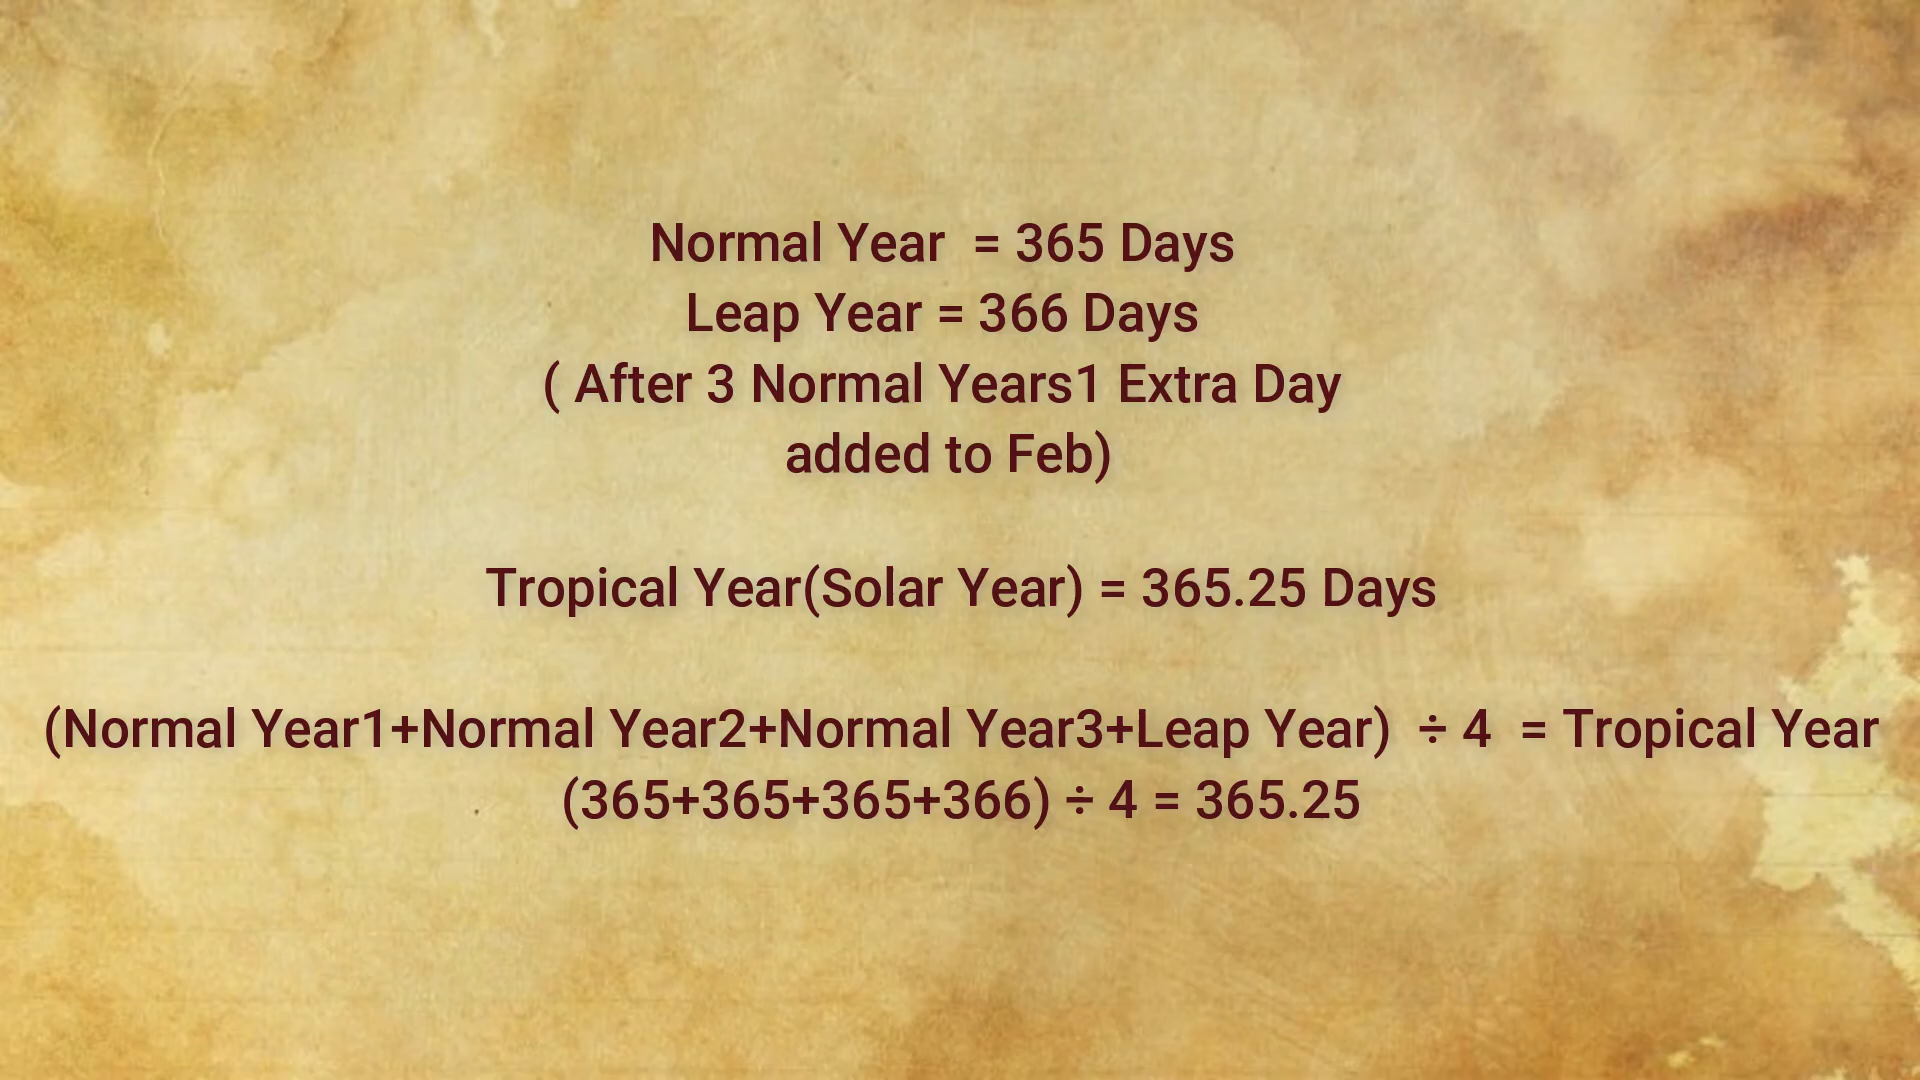 Normal Year  = 365 Days
Leap Year = 366 Days
( After 3 Normal Years1 Extra Day
added to Feb)
Tropical Year(Solar Year) = 365.25 Days
(Normal Year1+Normal Year2+Normal Year3+Leap Year)  ÷ 4  = Tropical Year
(365+365+365+366) ÷ 4 = 365.25